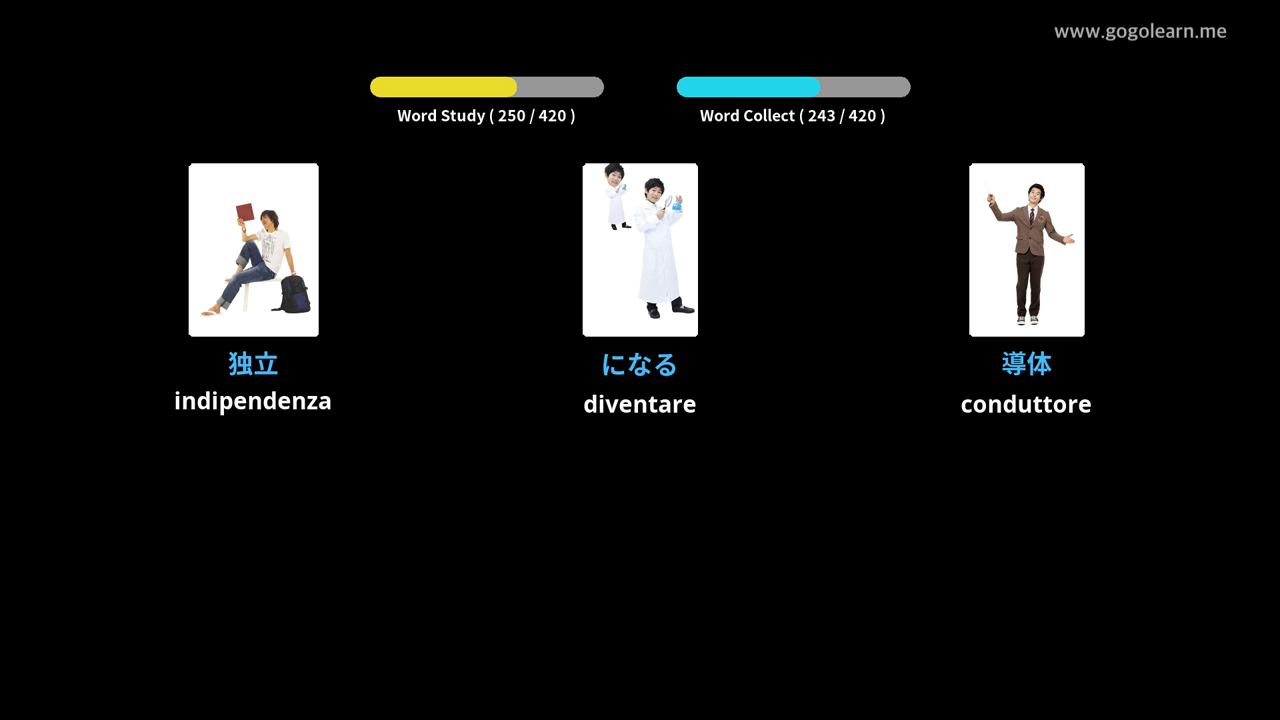 www.gogolearn.me
Word Study ( 250 / 420 )
Word Collect ( 243 / 420 )
独立
indipendenza
になる
diventare
導体
conduttore